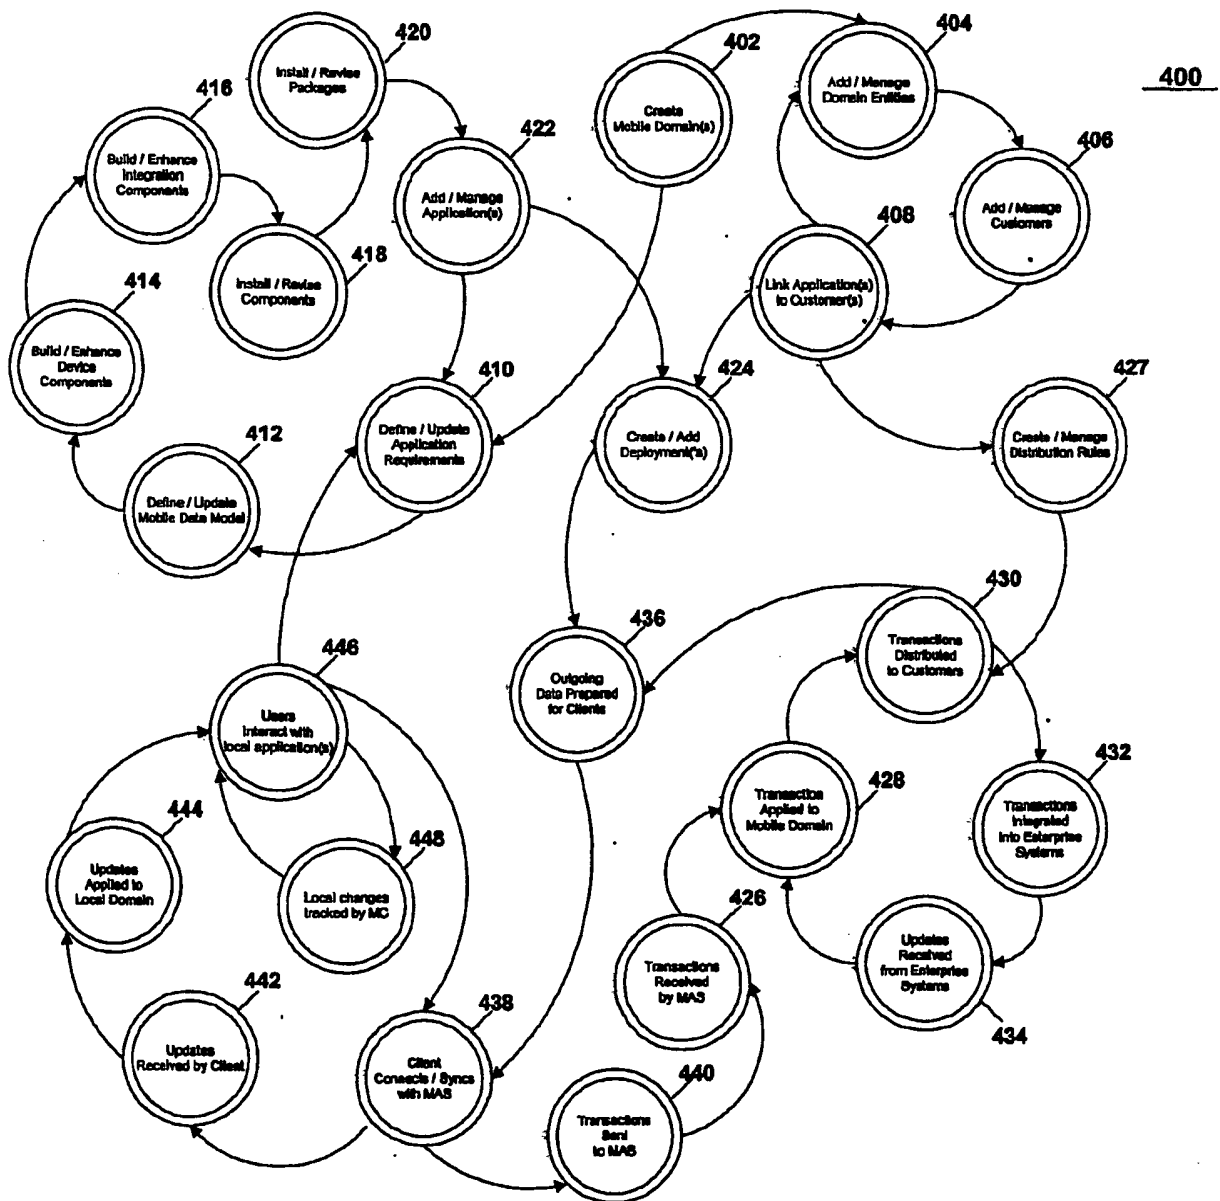 420
Install / Revise
Packages
402
Create
Mobile Domain(s)
404
Add / Manage
Domain Entities
400
416
Build / Enhance
Integration
Components
422
Add / Manage
Application(s)
406
Add / Manage
Customers
418
Install / Revise
Components
408
Link Application(s)
to Customer(s)
414
Build / Enhance
Device
Components
410
Define / Update
Application
Requirements
424
Create / Add
Deployment('s)
427
Create / Manage
Distribution Rules
412
Define / Update
Mobile Data Model
430
Transactions
Distributed
to Customers
436
Outgoing
Data Prepared
for Clients
446
Users
Interact with
local application(s)
428
Transaction
Applied to
Mobile Domain
432
Transactions
Integrated
Into Enterprise
Systems
444
Updates
Applied to
Local Domain
448
Local changes
tracked by MC
426
Transactions
Received
by MAS
Updates
Received
from Enterprise
Systems
434
442
Updates
Received by Client
438
Client
Connects / Syncs
with MAS
440
Transactions
Sent
to MAS